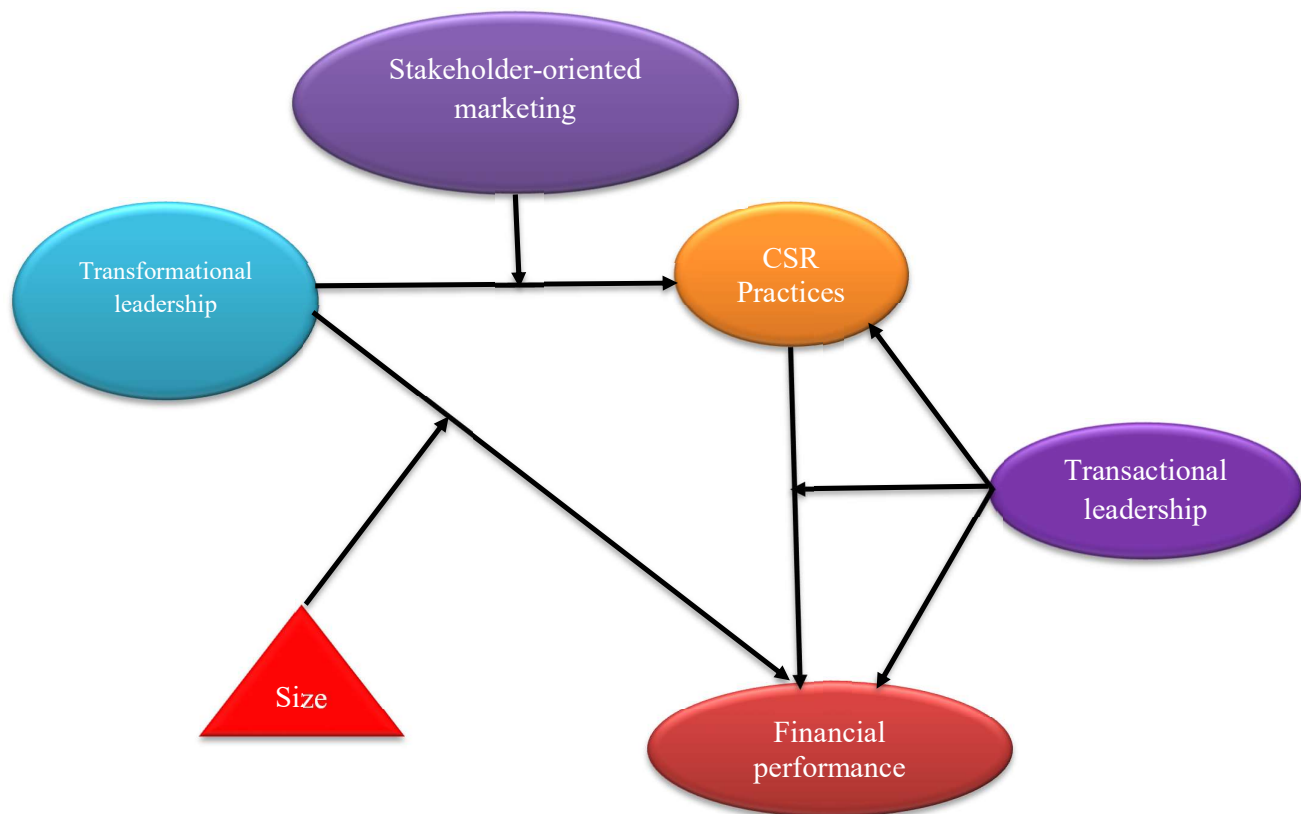 Stakeholder-oriented
marketing
Transformational
leadership
CSR
Practices
Transactional
leadership
Size
Financial
performance